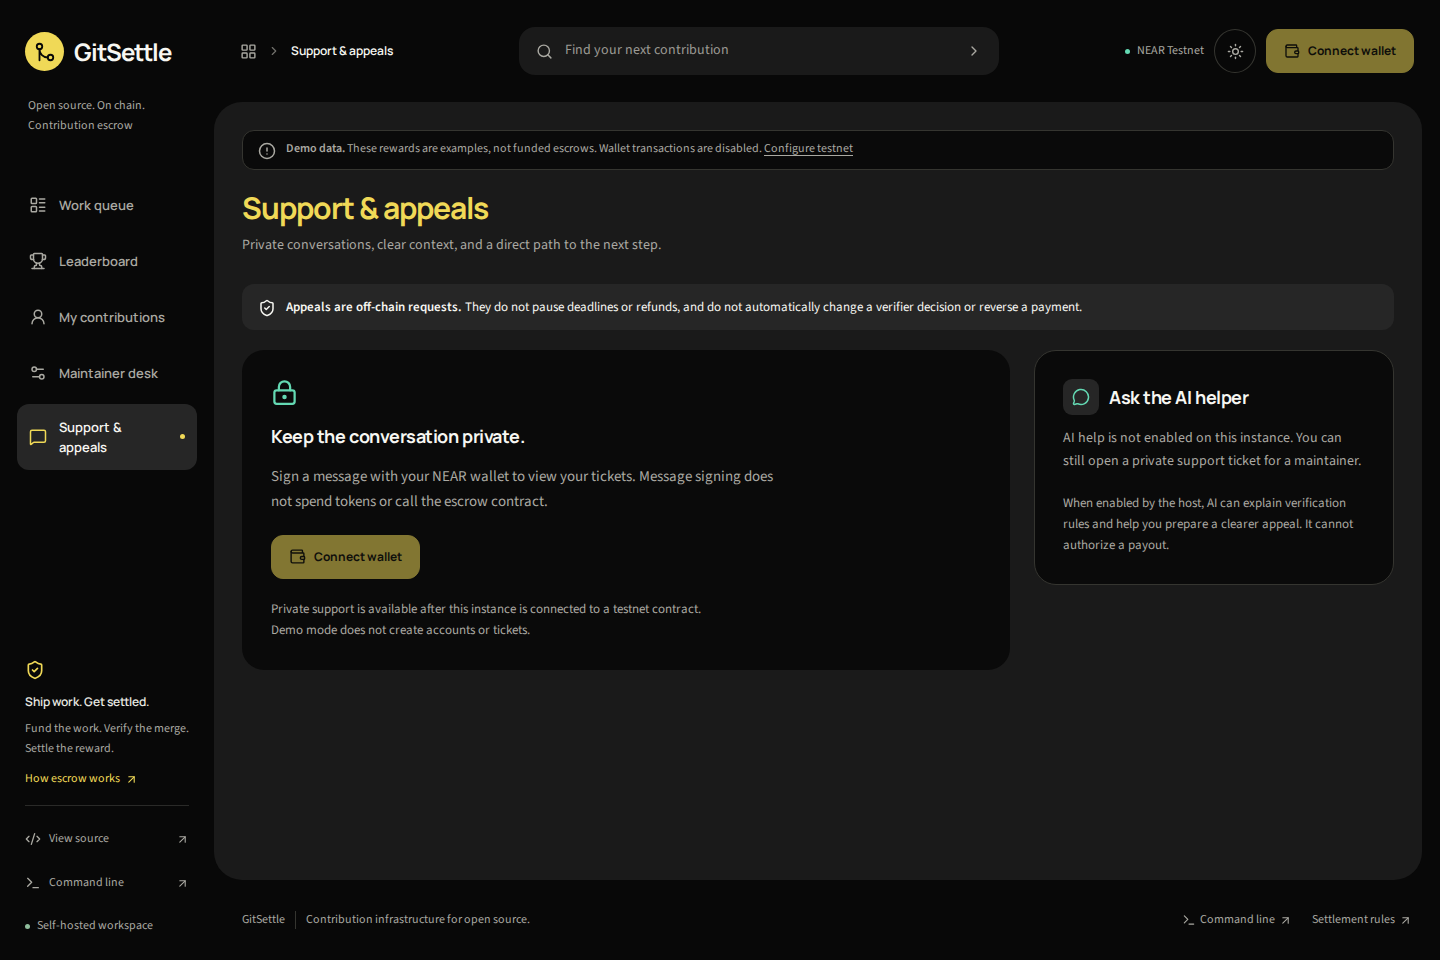 GitSettle
Support & appeals
Find your next contribution
NEAR Testnet
Connect wallet
Open source. On chain.
Contribution escrow
Work queue
Leaderboard
My contributions
Maintainer desk
Support &
appeals
Ship work. Get settled.
Fund the work. Verify the merge.
Settle the reward.
How escrow works
View source
Command line
Self-hosted workspace
Demo data. These rewards are examples, not funded escrows. Wallet transactions are disabled. Configure testnet
Support & appeals
Private conversations, clear context, and a direct path to the next step.
Appeals are off-chain requests. They do not pause deadlines or refunds, and do not automatically change a verifier decision or reverse a payment.
Keep the conversation private.
Sign a message with your NEAR wallet to view your tickets. Message signing does
not spend tokens or call the escrow contract.
Connect wallet
Private support is available after this instance is connected to a testnet contract.
Demo mode does not create accounts or tickets.
Ask the AI helper
AI help is not enabled on this instance. You can
still open a private support ticket for a maintainer.
When enabled by the host, AI can explain verification
rules and help you prepare a clearer appeal. It cannot
authorize a payout.
GitSettle
Contribution infrastructure for open source.
Command line
Settlement rules